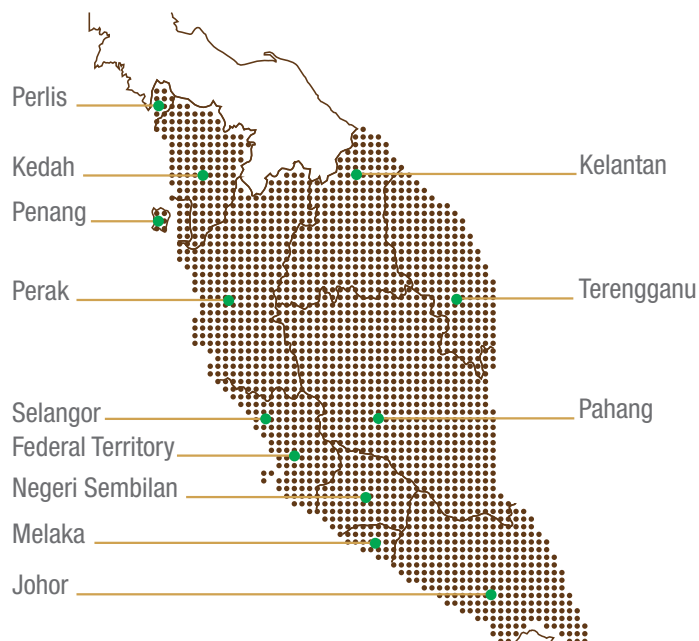 Perlis
Kedah
Penang
Perak
Selangor
Federal Territory
Negeri Sembilan
Melaka
Johor
Kelantan
Terengganu
Pahang